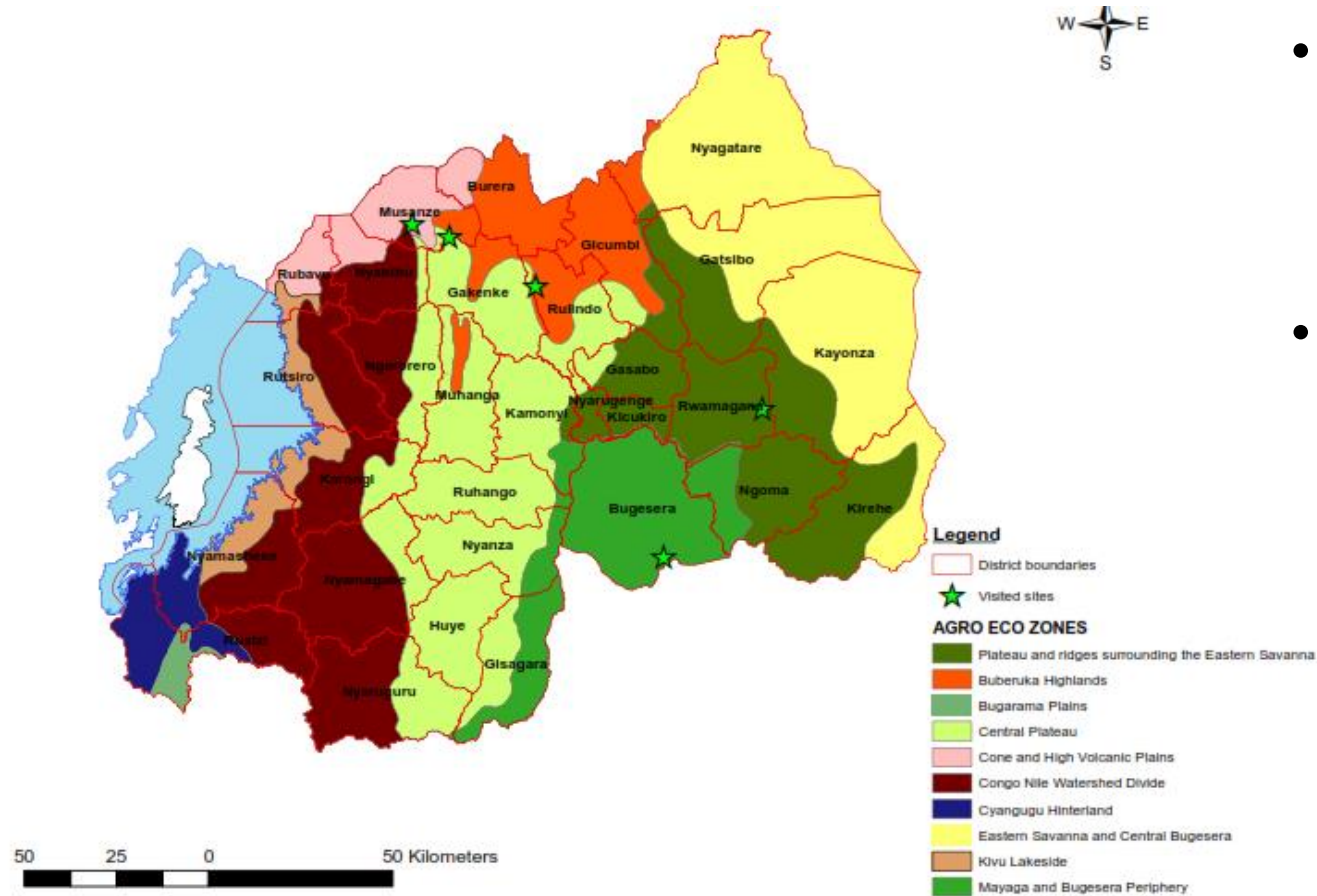 W E
S
Nyagatare
Burera
Musanze
Gicumbi
Gatsibo
Rubavu
Nyabihu
Gakenke
Rulindo
Kayonza
Rutsiro
Ngororero
Gasabo
Muhanga
Kamonyi
Nyarugenge
Rwamagana
Kicukiro
Karongi
Ruhango
Bugesera
Ngoma
Kirehe
Nyanza
Nyamasheke
Nyamagabe
Huye
Rusizi
Gisagara
Nyaruguru
Legend
District boundaries
Visited sites
AGRO ECO ZONES
Plateau and ridges surrounding the Eastern Savanna
Buberuka Highlands
Bugarama Plains
Central Plateau
Cone and High Volcanic Plains
Congo Nile Watershed Divide
Cyangugu Hinterland
Eastern Savanna and Central Bugesera
Kivu Lakeside
Mayaga and Bugesera Periphery
50 25 0 50 Kilometers